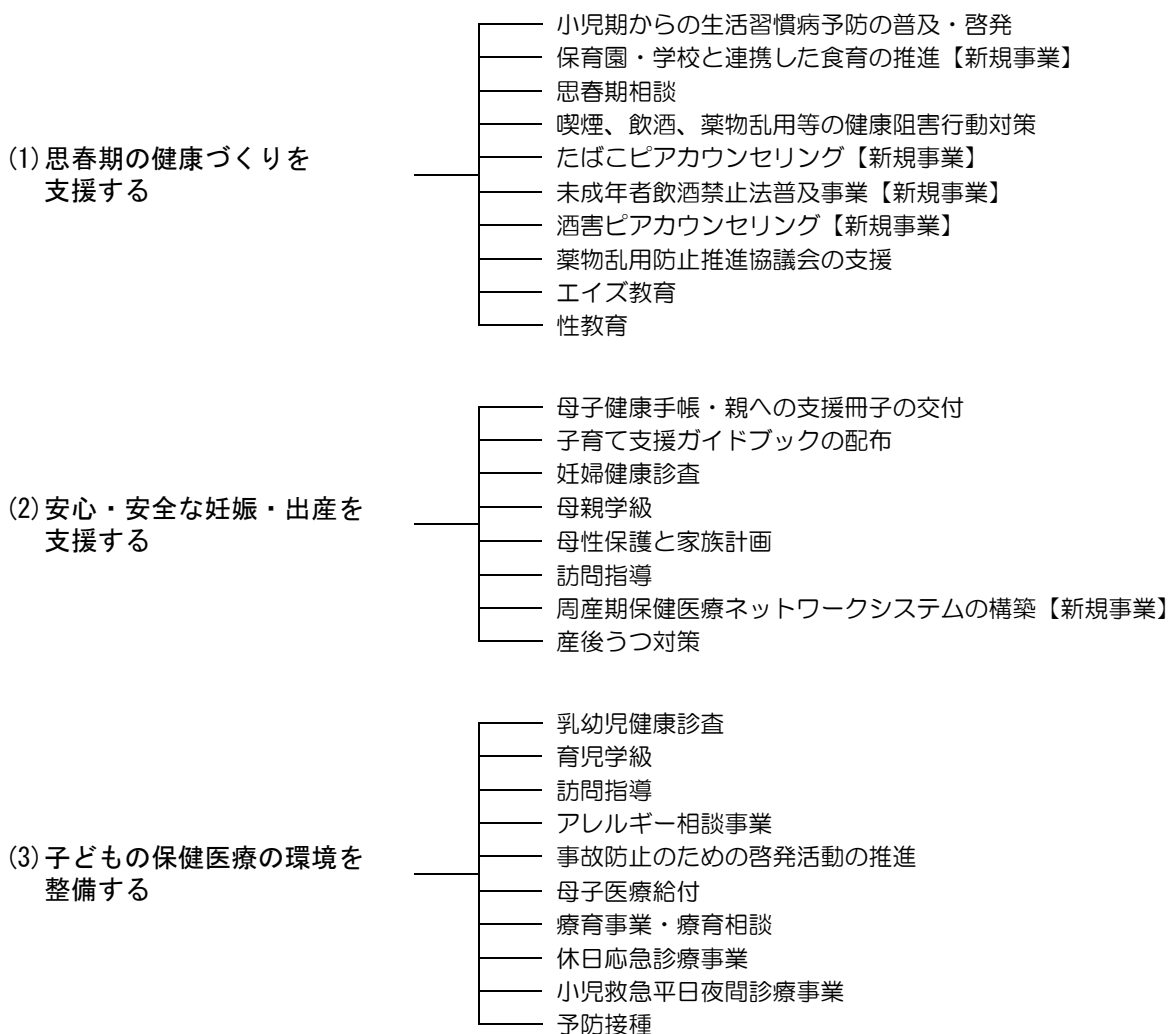 (1)思春期の健康づくりを
支援する
小児期からの生活習慣病予防の普及・啓発
保育園・学校と連携した食育の推進【新規事業】
思春期相談
喫煙、飲酒、薬物乱用等の健康阻害行動対策
たばこピアカウンセリング【新規事業】
未成年者飲酒禁止法普及事業【新規事業】
酒害ピアカウンセリング【新規事業】
薬物乱用防止推進協議会の支援
エイズ教育
性教育
(2)安心・安全な妊娠・出産を
支援する
母子健康手帳・親への支援冊子の交付
子育て支援ガイドブックの配布
妊婦健康診査
母親学級
母性保護と家族計画
訪問指導
周産期保健医療ネットワークシステムの構築【新規事業】
産後うつ対策
(3)子どもの保健医療の環境を
整備する
乳幼児健康診査
育児学級
訪問指導
アレルギー相談事業
事故防止のための啓発活動の推進
母子医療給付
療育事業・療育相談
休日応急診療事業
小児救急平日夜間診療事業
予防接種